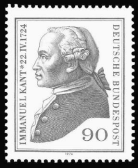 IMMANUEL KANT * 22.IV.1724
DEUTSCHE BUNDESPOST
90